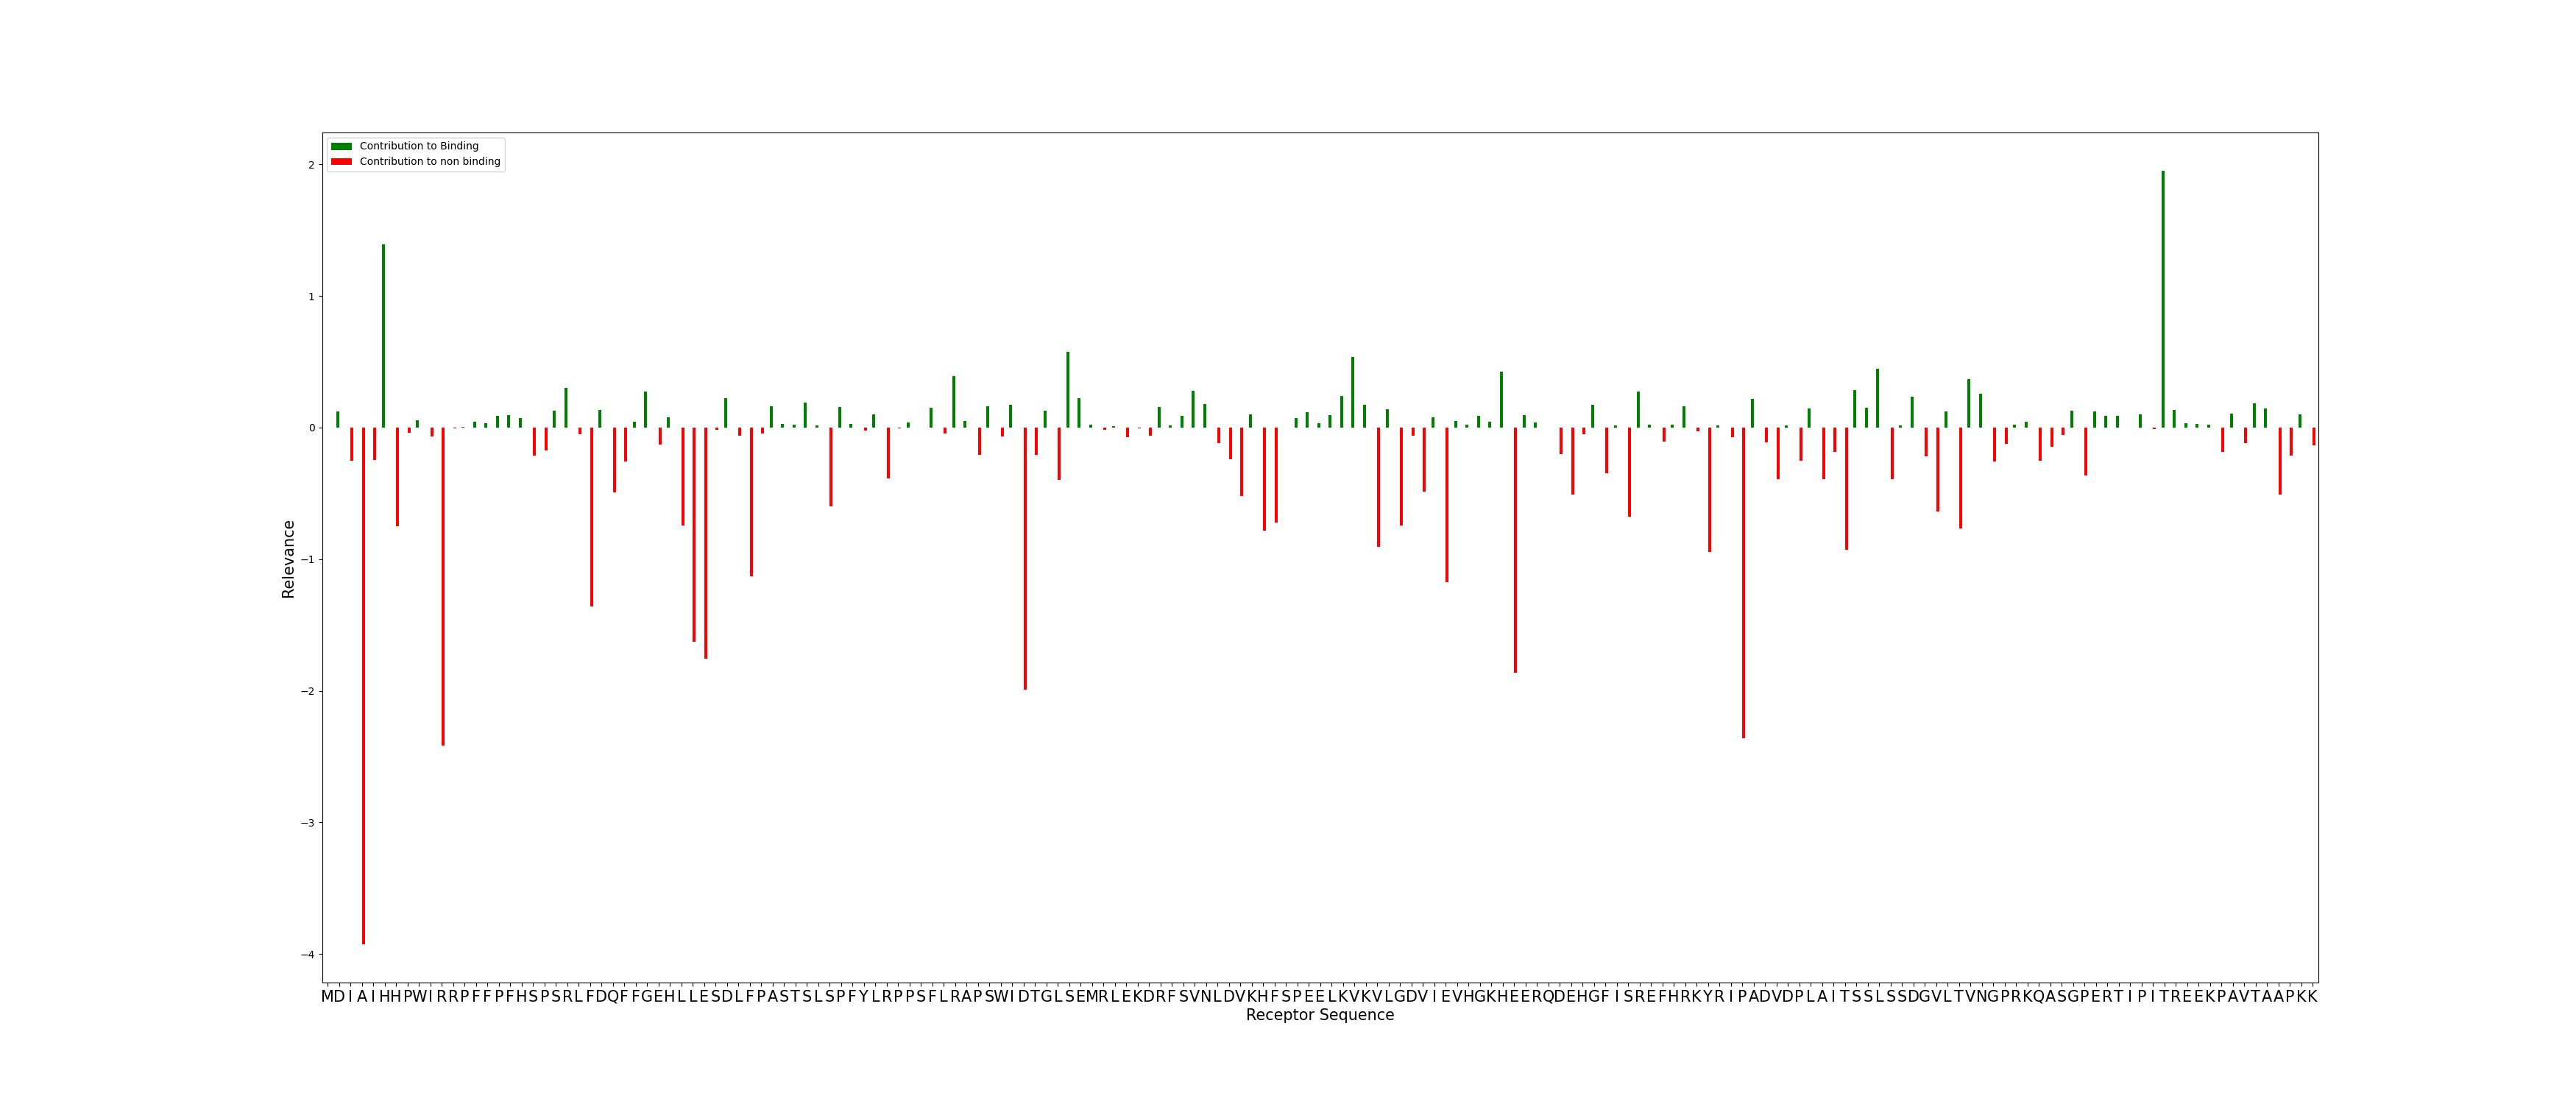 Contribution to Binding
Contribution to non binding
2
1
0
−1
−2
−3
−4
Relevance
MDIAIHHPWIRRPFFPFHSPSRLFDQFFGEHLLESDLFPASTSLSPFYLRPPSFLRAPSWIDTGLSEMRLEKDRFSVNLDVKHFSPEELKVKVLGDVIEVHGKHEERQDEHGFISREFHRKYRIPADVDPLAITSSLSSDGVLTVNGPRKQASGPERTIPITREEKPAVTAAPKK
Receptor Sequence